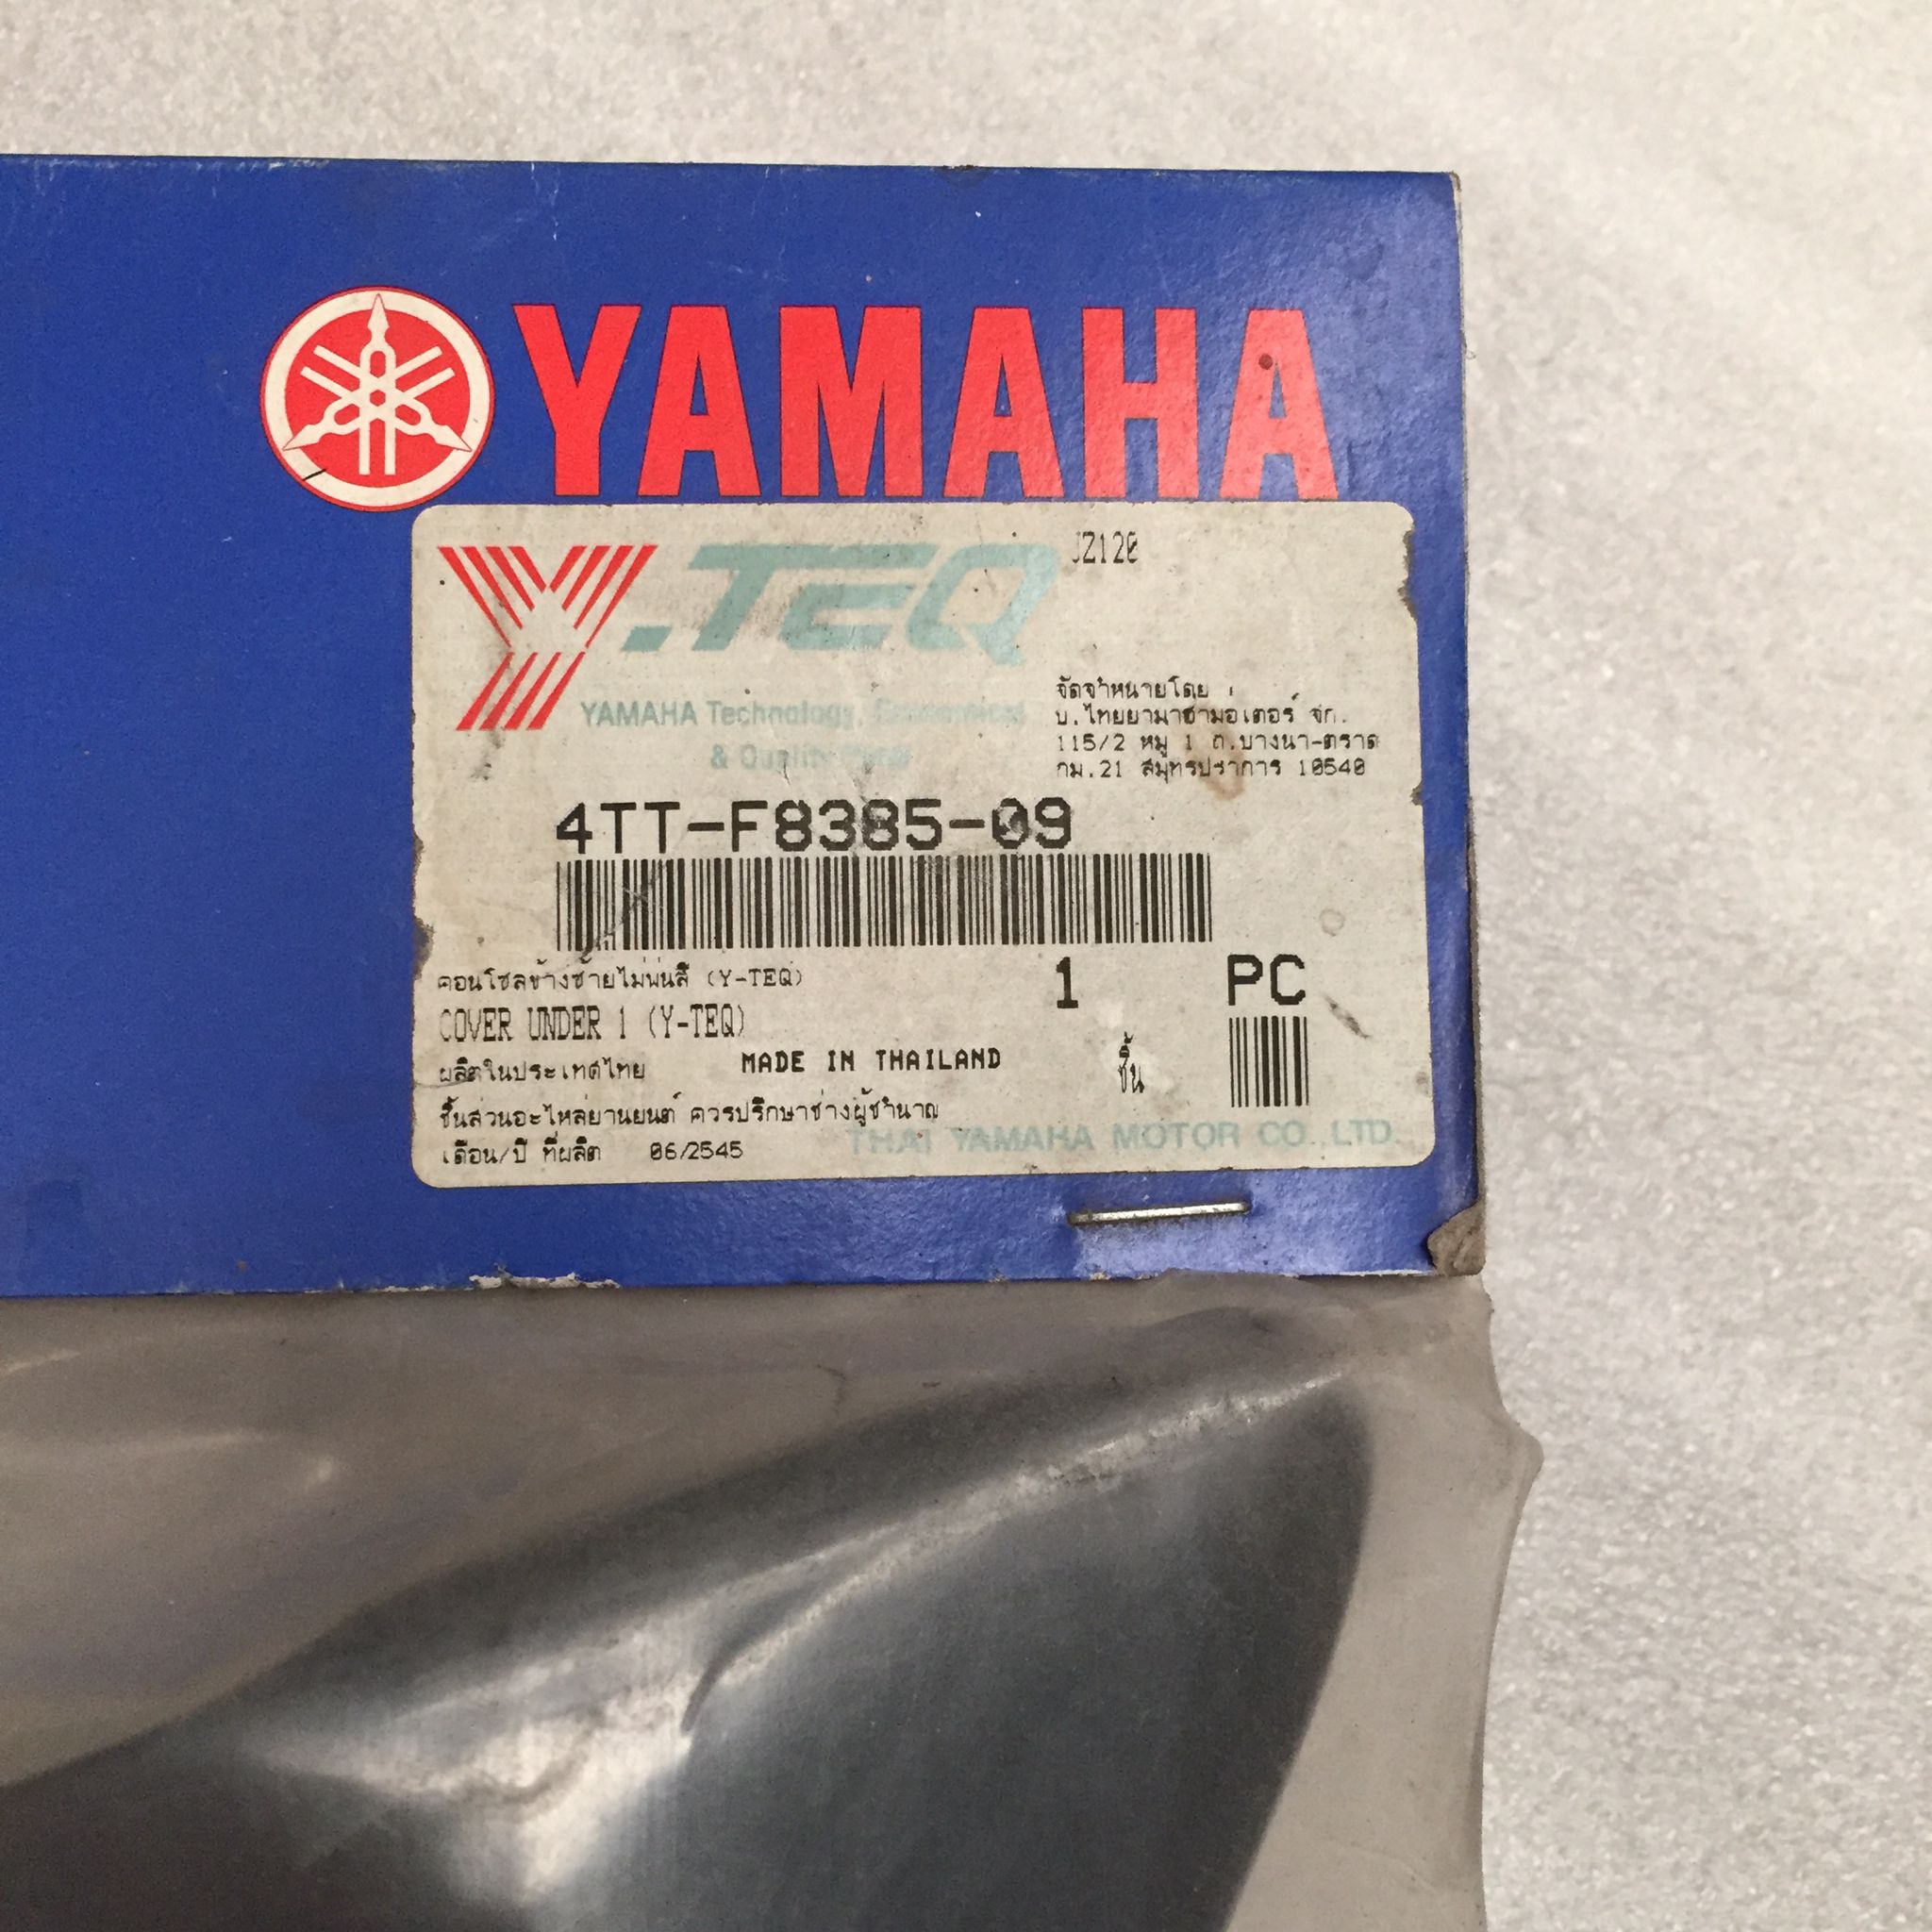 YAMAHA
Y.TEQ
JZ120
YAMAHA Technology, Economical
& Quality Parts
จัดจำหน่ายโดย :
บ.ไทยยามาฮ่ามอเตอร์ จก.
115/2 หมู่ 1 ถ.บางนา-ตราด
กม.21 สมุทรปราการ 10540
4TT-F8385-09
คอนโซลข้างซ้ายไม่พ่นสี (Y-TEQ)
1 PC
COVER UNDER 1 (Y-TEQ)
ผลิตในประเทศไทย MADE IN THAILAND
ชิ้น
ชิ้นส่วนอะไหล่ยานยนต์ ควรปรึกษาช่างผู้ชำนาญ
THAI YAMAHA MOTOR CO., LTD.
เดือน/ปี ที่ผลิต 06/2545